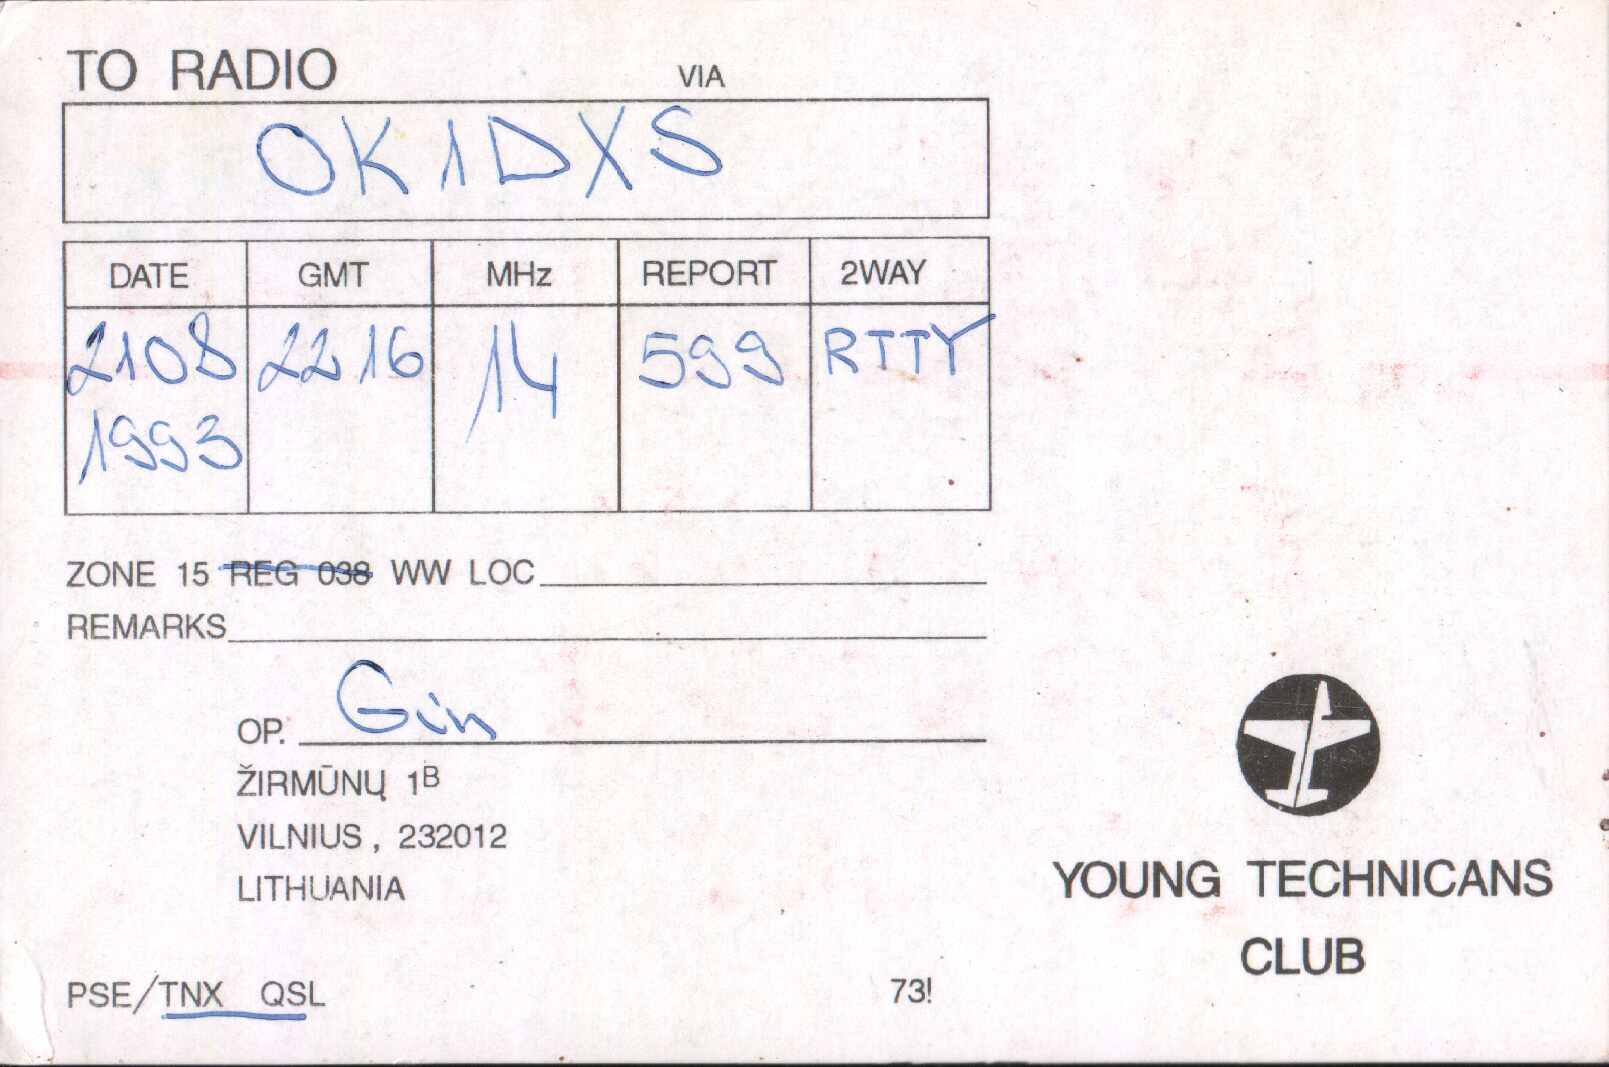 TO RADIO VIA
OK1DXS
DATE GMT MHz REPORT 2WAY
2108 2216 14 599 RTTY
1993
ZONE 15 REG 038 WW LOC
REMARKS
OP. Gin
ŽIRMŪNŲ 1B
VILNIUS, 232012
LITHUANIA
YOUNG TECHNICANS
CLUB
PSE/TNX QSL 73!